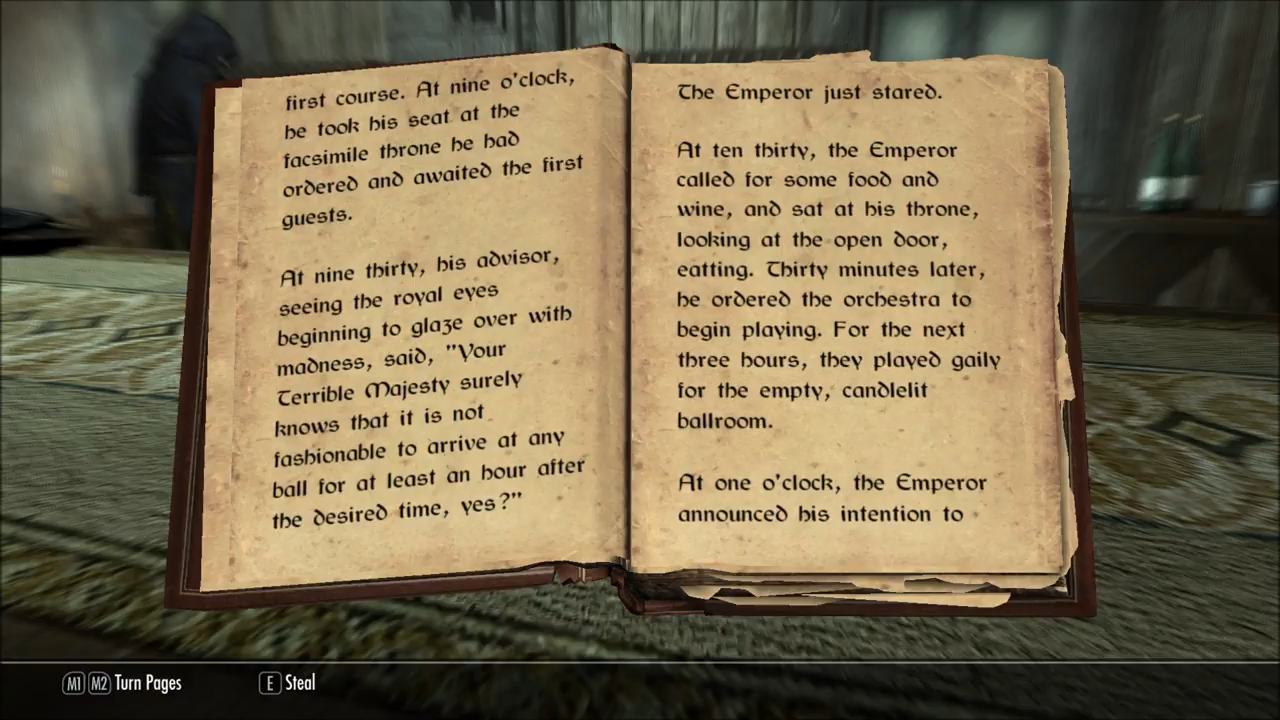 first course. At nine o'clock,
he took his seat at the
facsimile throne he had
ordered and awaited the first
guests.
At nine thirty, his advisor,
seeing the royal eyes
beginning to glaze over with
madness, said, "Your
Terrible Majesty surely
knows that it is not
fashionable to arrive at any
ball for at least an hour after
the desired time, yes?"
The Emperor just stared.
At ten thirty, the Emperor
called for some food and
wine, and sat at his throne,
looking at the open door,
eatting. Thirty minutes later,
he ordered the orchestra to
begin playing. For the next
three hours, they played gaily
for the empty, candlelit
ballroom.
At one o'clock, the Emperor
announced his intention to
M1 M2 Turn Pages E Steal